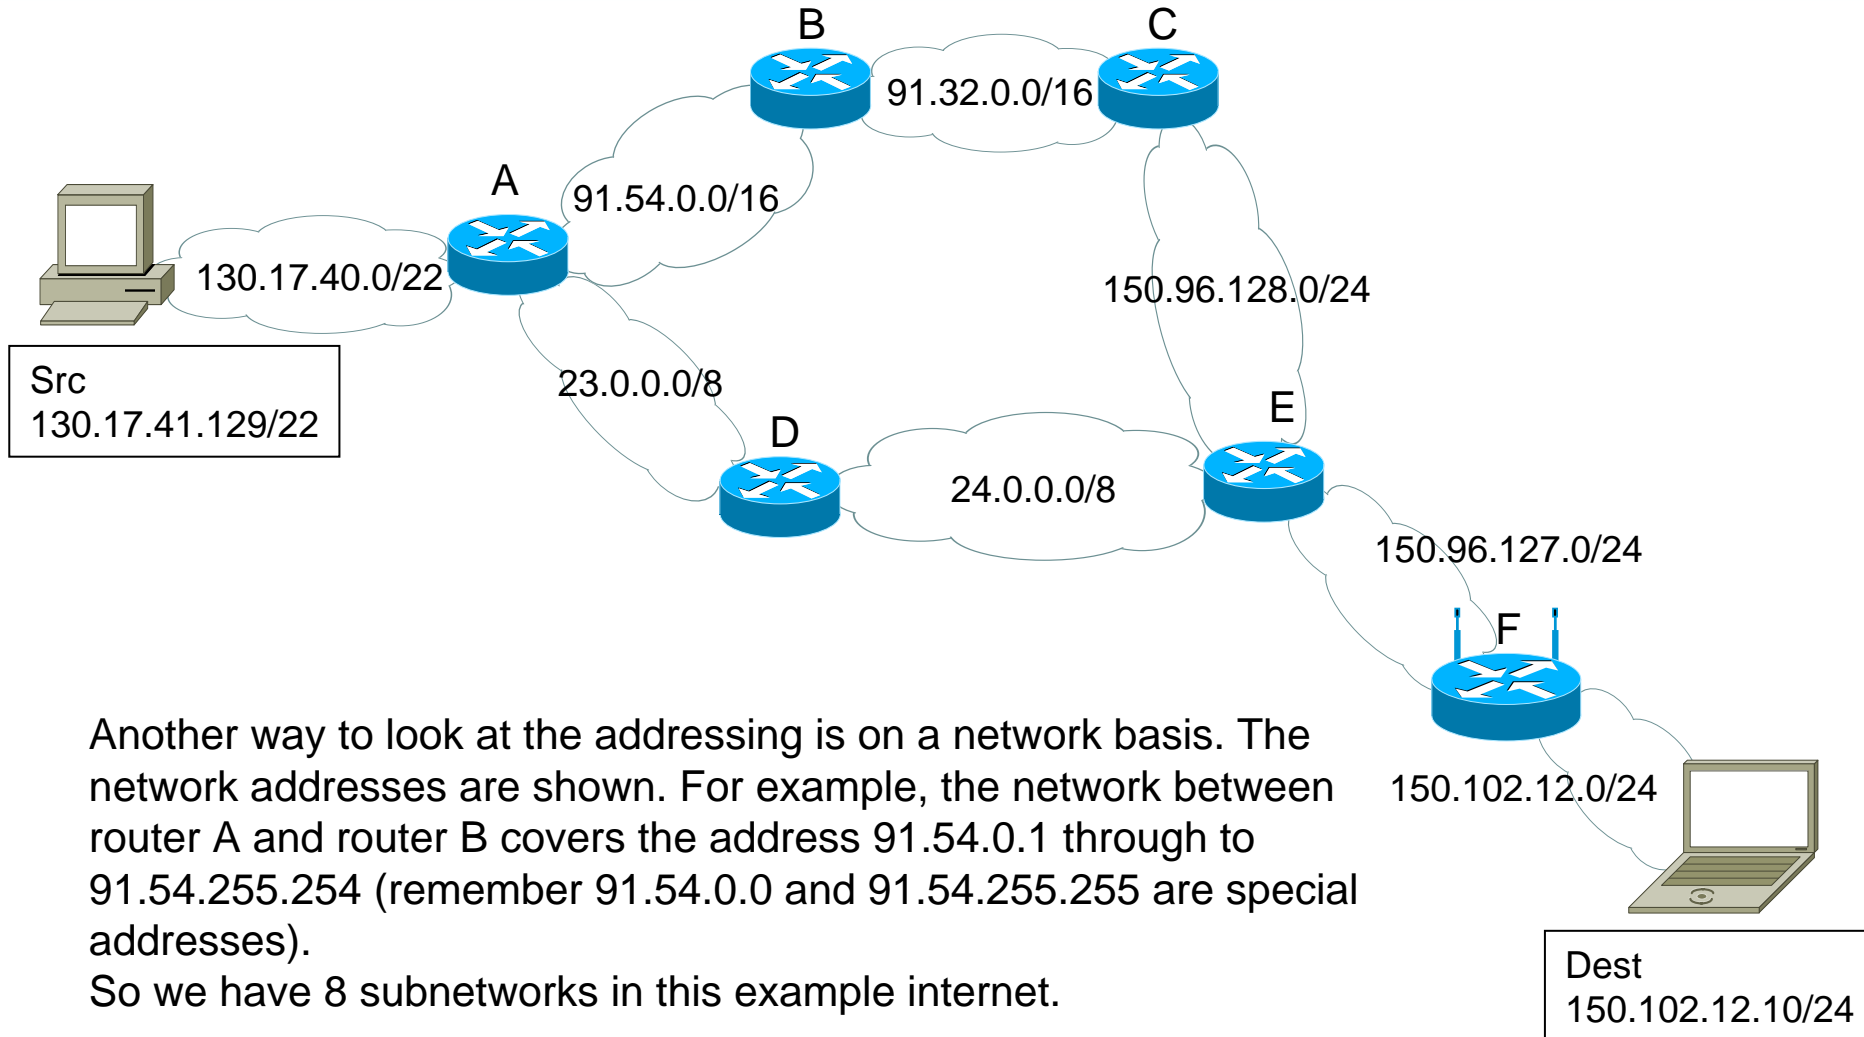 B
C
91.32.0.0/16
A
91.54.0.0/16
130.17.40.0/22
150.96.128.0/24
Src
130.17.41.129/22
23.0.0.0/8
D
E
24.0.0.0/8
150.96.127.0/24
F
150.102.12.0/24
Another way to look at the addressing is on a network basis. The
network addresses are shown. For example, the network between
router A and router B covers the address 91.54.0.1 through to
91.54.255.254 (remember 91.54.0.0 and 91.54.255.255 are special
addresses).
So we have 8 subnetworks in this example internet.
Dest
150.102.12.10/24